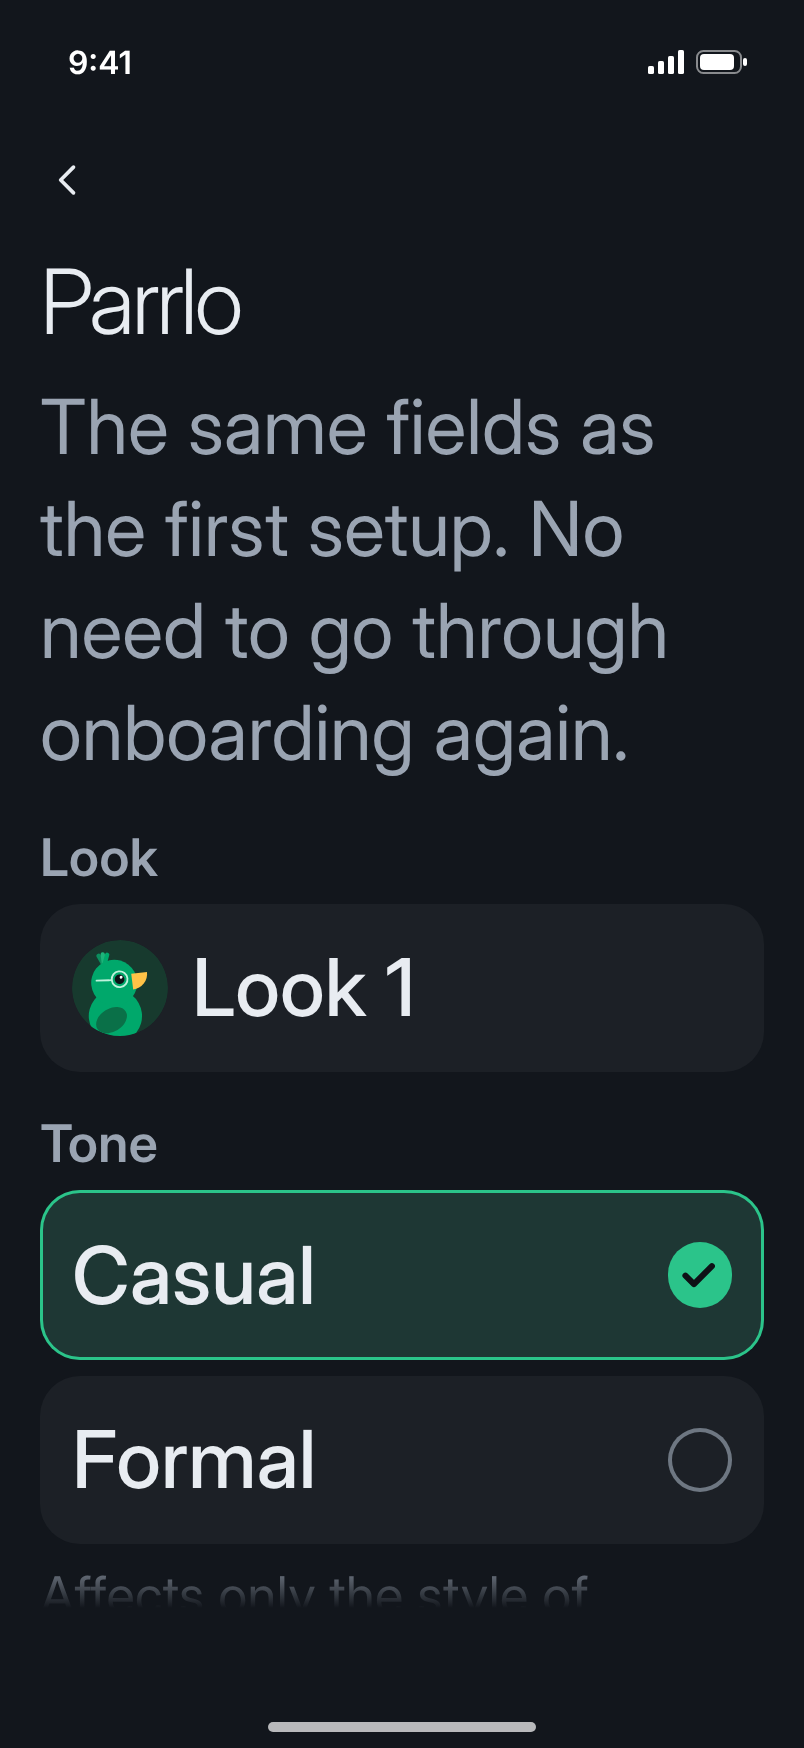 9:41
Parrlo
The same fields as
the first setup. No
need to go through
onboarding again.
Look
Look 1
Tone
Casual
Formal
Affects only the style of